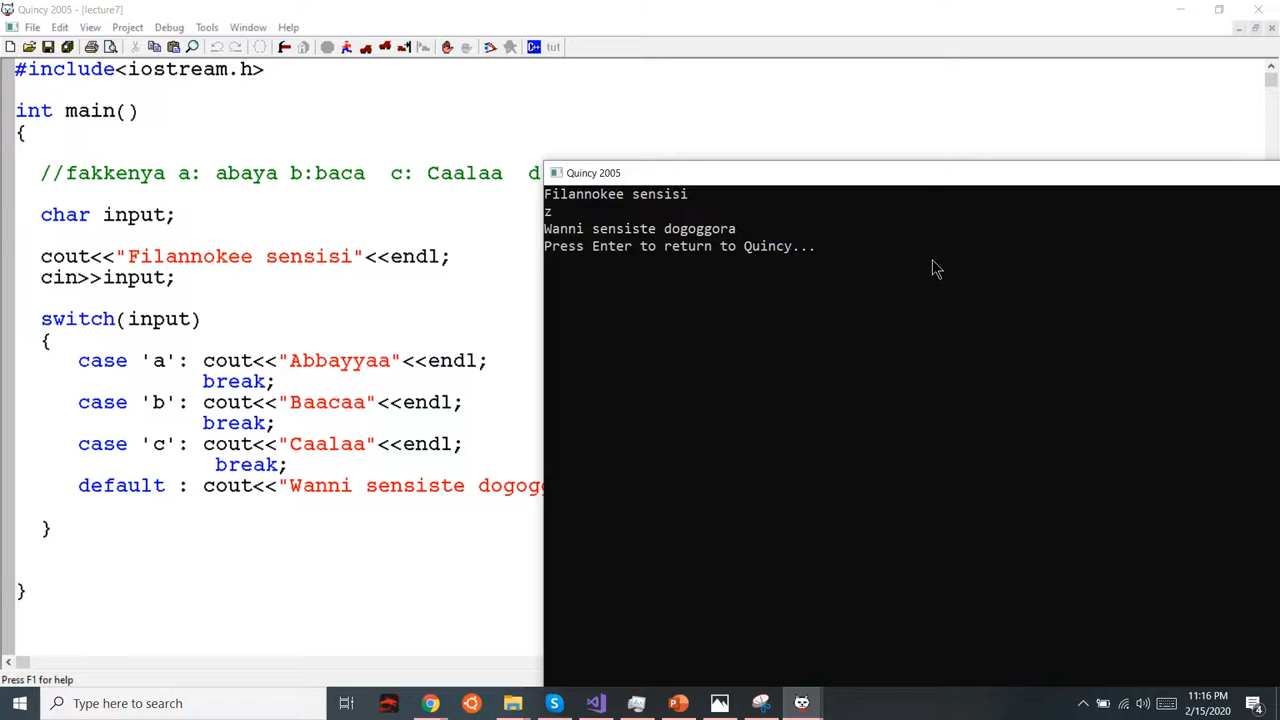 Quincy 2005 - [lecture7]
File Edit View Project Debug Tools Window Help
C++ tut
#include<iostream.h>
int main()
{
//fakkenya a: abaya b:baca c: Caalaa d
char input;
cout<<"Filannokee sensisi"<<endl;
cin>>input;
switch(input)
{
case 'a': cout<<"Abbayyaa"<<endl;
break;
case 'b': cout<<"Baacaa"<<endl;
break;
case 'c': cout<<"Caalaa"<<endl;
break;
default : cout<<"Wanni sensiste dogogg
}
}
Quincy 2005
Filannokee sensisi
z
Wanni sensiste dogoggora
Press Enter to return to Quincy...
Press F1 for help
Type here to search
11:16 PM
2/15/2020